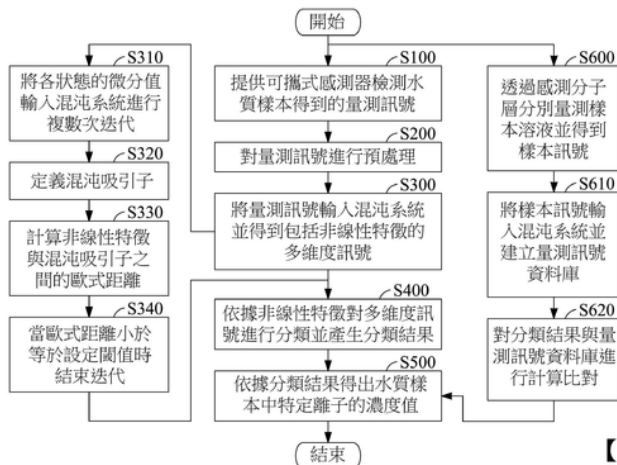 開始
S310
將各狀態的微分值
輸入混沌系統進行
複數次迭代
S320
定義混沌吸引子
S330
計算非線性特徵
與混沌吸引子之
間的歐式距離
S340
當歐式距離小於
等於設定閾值時
結束迭代
S100
提供可攜式感測器檢測水
質樣本得到的量測訊號
S200
對量測訊號進行預處理
S300
將量測訊號輸入混沌系統
並得到包括非線性特徵的
多維度訊號
S400
依據非線性特徵對多維度訊
號進行分類並產生分類結果
S500
依據分類結果得出水質樣
本中特定離子的濃度值
結束
S600
透過感測分子
層分別量測樣
本溶液並得到
樣本訊號
S610
將樣本訊號輸
入混沌系統並
建立量測訊號
資料庫
S620
對分類結果與量
測訊號資料庫進
行計算比對
【